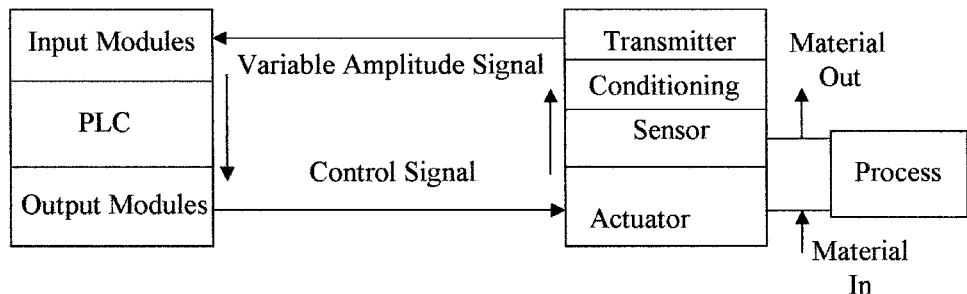 Input Modules
Variable Amplitude Signal
PLC
Control Signal
Output Modules
Transmitter
Conditioning
Sensor
Actuator
Material
Out
Process
Material
In